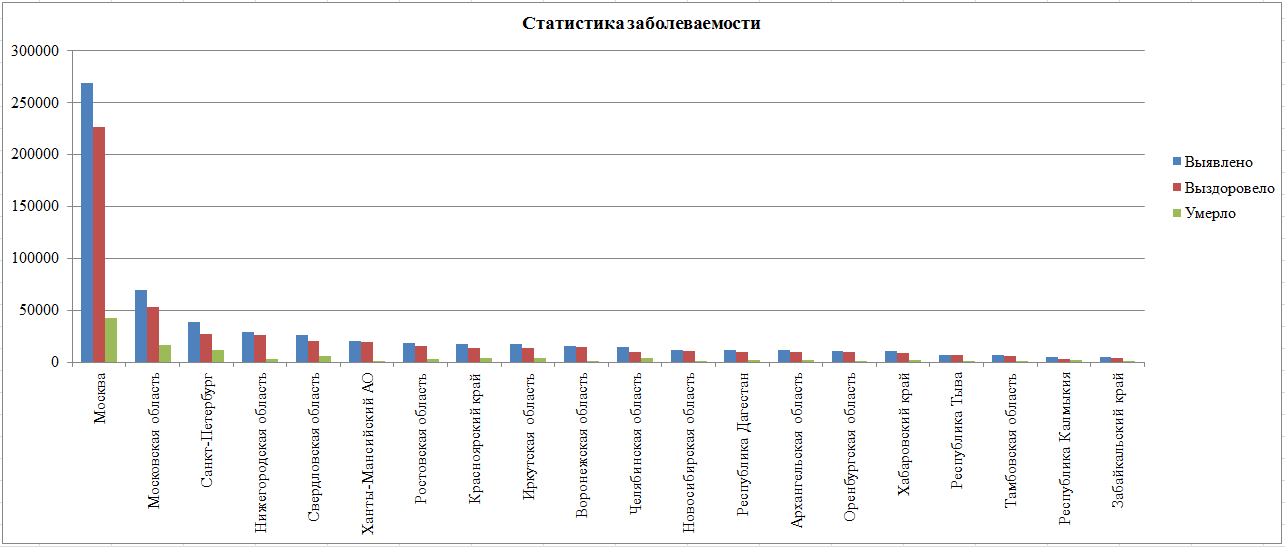 Статистика заболеваемости
300000
250000
200000
150000
100000
50000
0
Москва
Московская область
Санкт-Петербург
Нижегородская область
Свердловская область
Ханты-Мансийский АО
Ростовская область
Красноярский край
Иркутская область
Воронежская область
Челябинская область
Новосибирская область
Республика Дагестан
Архангельская область
Оренбургская область
Хабаровский край
Республика Тыва
Тамбовская область
Республика Калмыкия
Забайкальский край
Выявлено
Выздоровело
Умерло